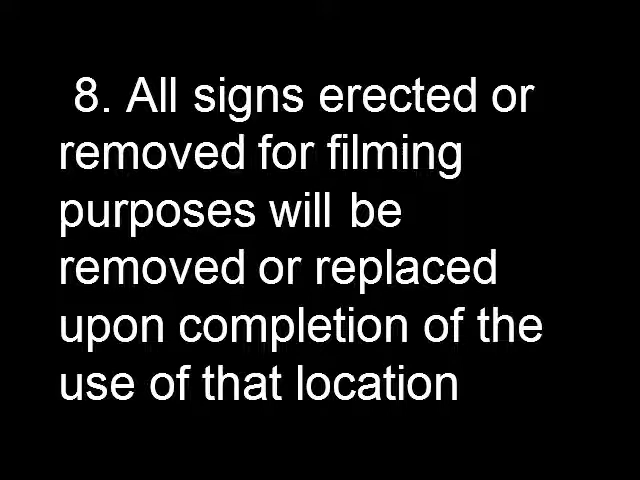 8. All signs erected or
removed for filming
purposes will be
removed or replaced
upon completion of the
use of that location